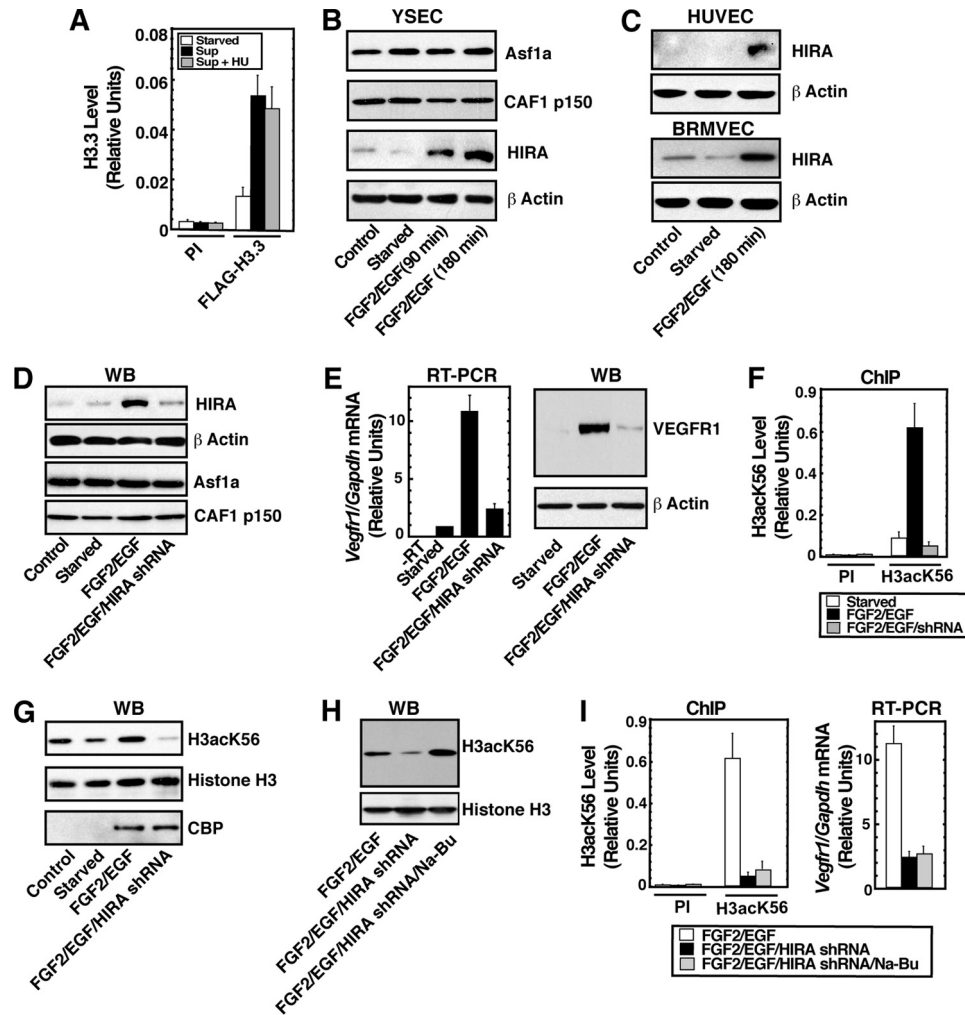 A
H3.3 Level
(Relative Units)
0.08
0.06
0.04
0.02
0
Starved
Sup
Sup + HU
PI
FLAG-H3.3
B
YSEC
Asf1a
CAF1 p150
HIRA
β Actin
Control
Starved
FGF2/EGF(90 min)
FGF2/EGF (180 min)
C
HUVEC
HIRA
β Actin
BRMVEC
HIRA
β Actin
Control
Starved
FGF2/EGF (180 min)
D
WB
HIRA
β Actin
Asf1a
CAF1 p150
Control
Starved
FGF2/EGF
FGF2/EGF/HIRA shRNA
E
RT-PCR
Vegfr1/Gapdh mRNA
(Relative Units)
10
5
0
-RT
Starved
FGF2/EGF
FGF2/EGF/HIRA shRNA
WB
VEGFR1
β Actin
Starved
FGF2/EGF
FGF2/EGF/HIRA shRNA
F
ChIP
H3acK56 Level
(Relative Units)
0.9
0.6
0.2
0
PI
H3acK56
Starved
FGF2/EGF
FGF2/EGF/shRNA
G
WB
H3acK56
Histone H3
CBP
Control
Starved
FGF2/EGF
FGF2/EGF/HIRA shRNA
H
WB
H3acK56
Histone H3
FGF2/EGF
FGF2/EGF/HIRA shRNA
FGF2/EGF/HIRA shRNA/Na-Bu
I
ChIP
H3acK56 Level
(Relative Units)
0.9
0.6
0.2
0
PI
H3acK56
RT-PCR
Vegfr1/Gapdh mRNA
(Relative Units)
10
5
0
FGF2/EGF
FGF2/EGF/HIRA shRNA
FGF2/EGF/HIRA shRNA/Na-Bu